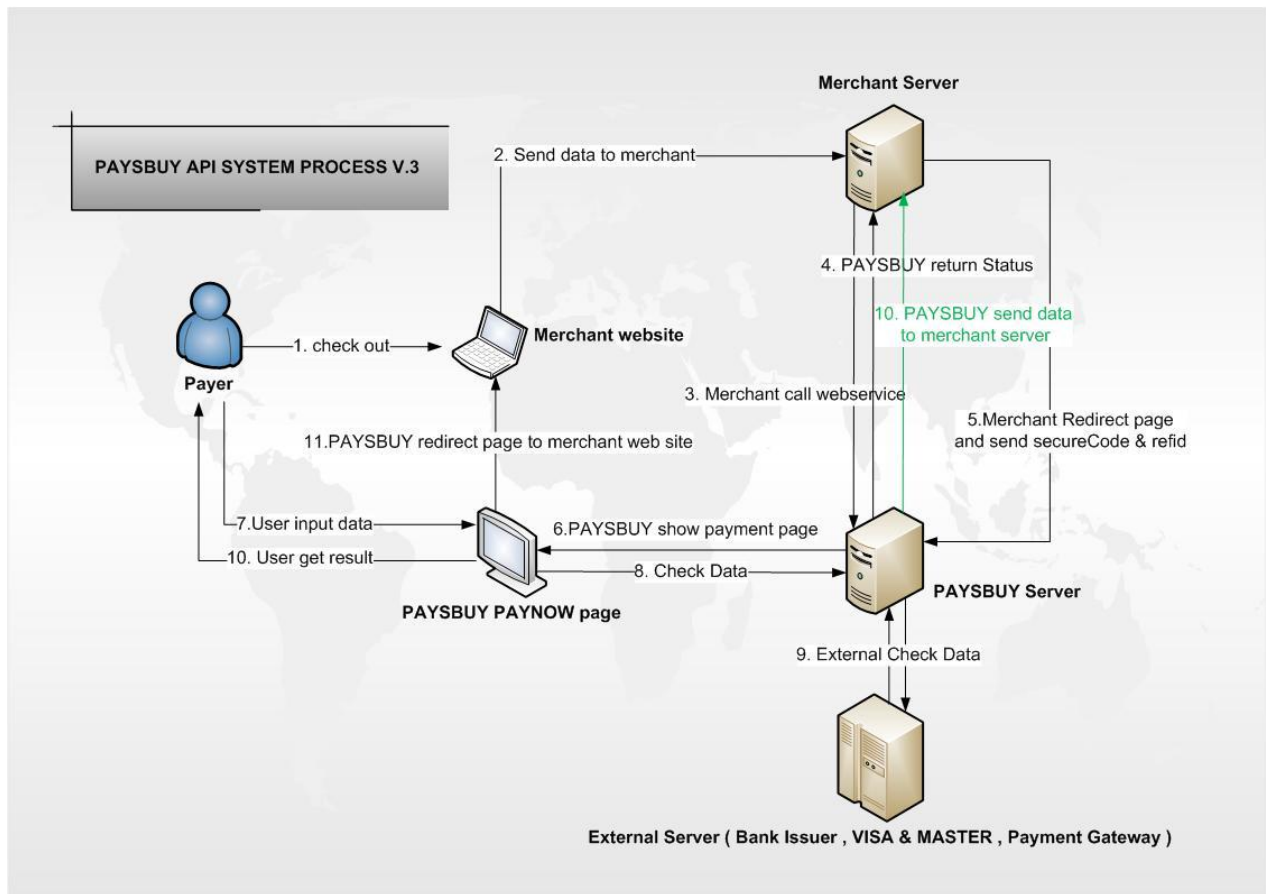 Merchant Server
PAYSBUY API SYSTEM PROCESS V.3
2. Send data to merchant
4. PAYSBUY return Status
10. PAYSBUY send data
to merchant server
Merchant website
1. check out
Payer
3. Merchant call webservice
5.Merchant Redirect page
and send secureCode & refid
11.PAYSBUY redirect page to merchant web site
7.User input data
6.PAYSBUY show payment page
10. User get result
8. Check Data
PAYSBUY PAYNOW page
PAYSBUY Server
9. External Check Data
External Server ( Bank Issuer , VISA & MASTER , Payment Gateway )